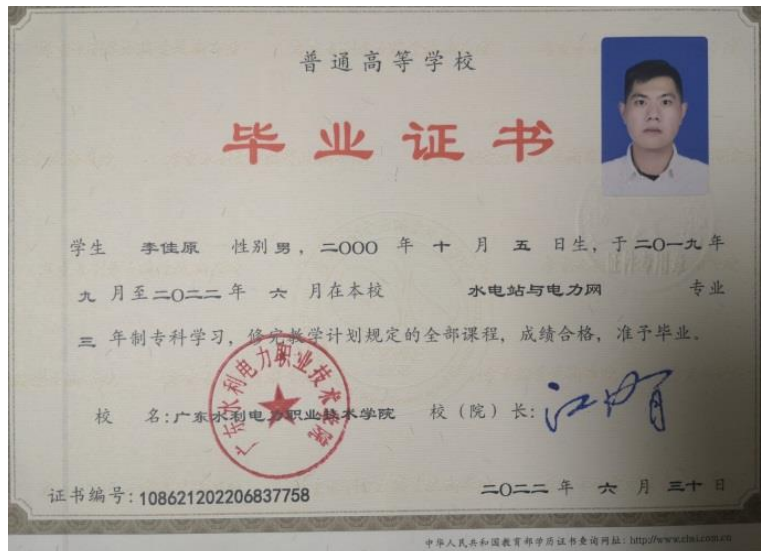 普通高等学校
毕业证书
学生 李佳原 性别 男，二〇〇〇 年 十 月 五 日生，于二〇一九年
九 月至二〇二二年 六 月在本校 水电站与电力网 专业
三 年制专科学习，修完教学计划规定的全部课程，成绩合格，准予毕业。
广东水利电力职业技术学院
校 名：广东水利电力职业技术学院 校（院）长：
证书编号：108621202206837758 二〇二二 年 六 月 三十 日
中华人民共和国教育部学历证书查询网址：http://www.chsi.com.cn